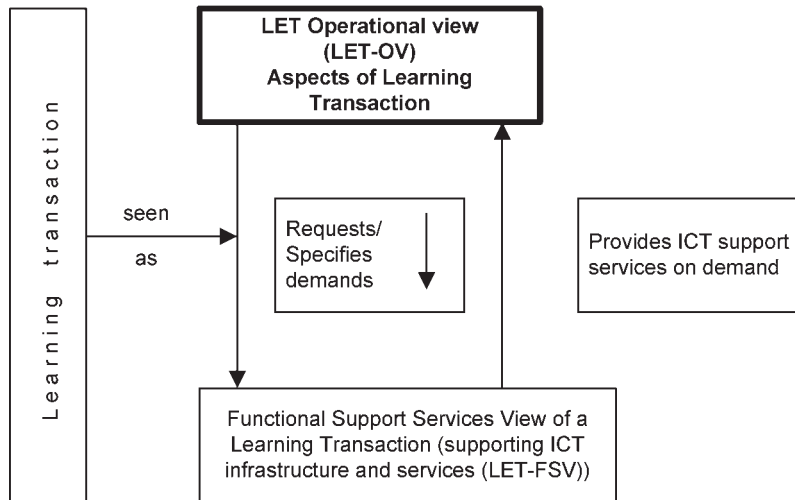 LET Operational view
(LET-OV)
Aspects of Learning
Transaction
Learning transaction
seen
as
Requests/
Specifies
demands
Provides ICT support
services on demand
Functional Support Services View of a
Learning Transaction (supporting ICT
infrastructure and services (LET-FSV))